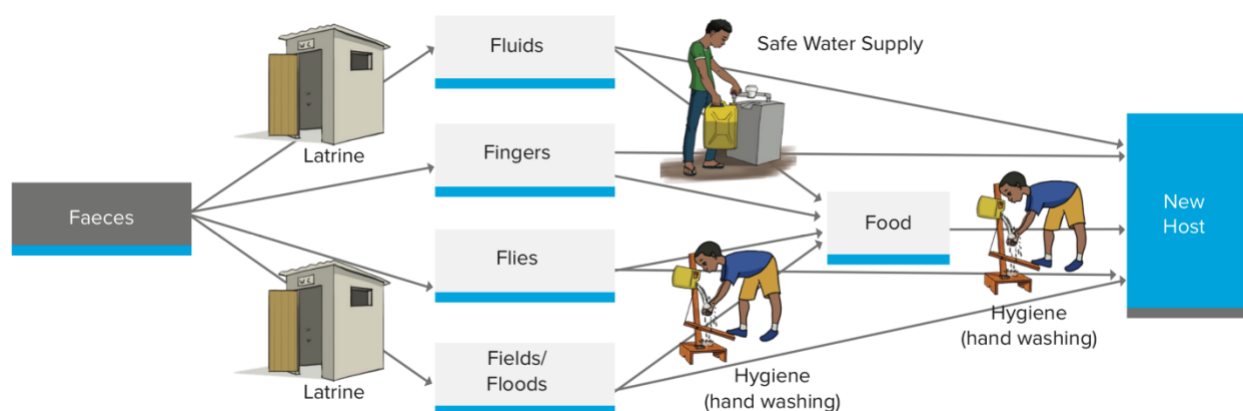 Fluids
Safe Water Supply
Latrine
Fingers
Faeces
New
Host
Food
Flies
Hygiene
(hand washing)
Fields/
Floods
Hygiene
(hand washing)
Latrine